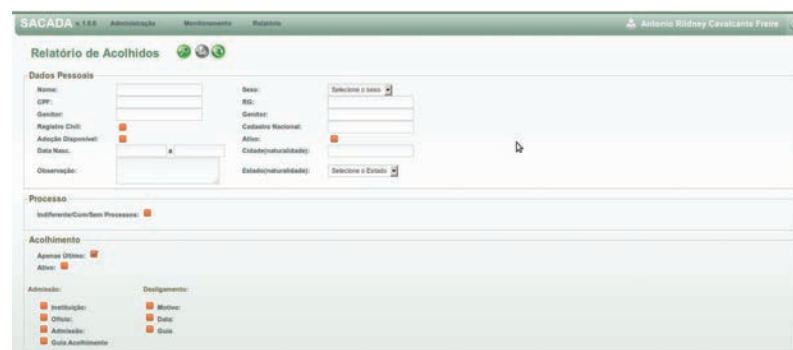 SACADA v. 1.0.0 Administração Monitoramento Relatório Antonio Rildney Cavalcante Freire
Relatório de Acolhidos
Dados Pessoais
Nome: Sexo: Selecione o sexo
CPF: RG:
Genitor: Genitor:
Registro Civil: Cadastro Nacional:
Adoção Disponível: Ativo:
Data Nasc. a Cidade(naturalidade):
Observação: Estado(naturalidade): Selecione o Estado
Processo
Indiferente/Com/Sem Processos:
Acolhimento
Apenas Último:
Ativo:
Admissão: Desligamento:
Instituição: Motivo:
Ofício: Data:
Admissão: Guia
Guia Acolhimento